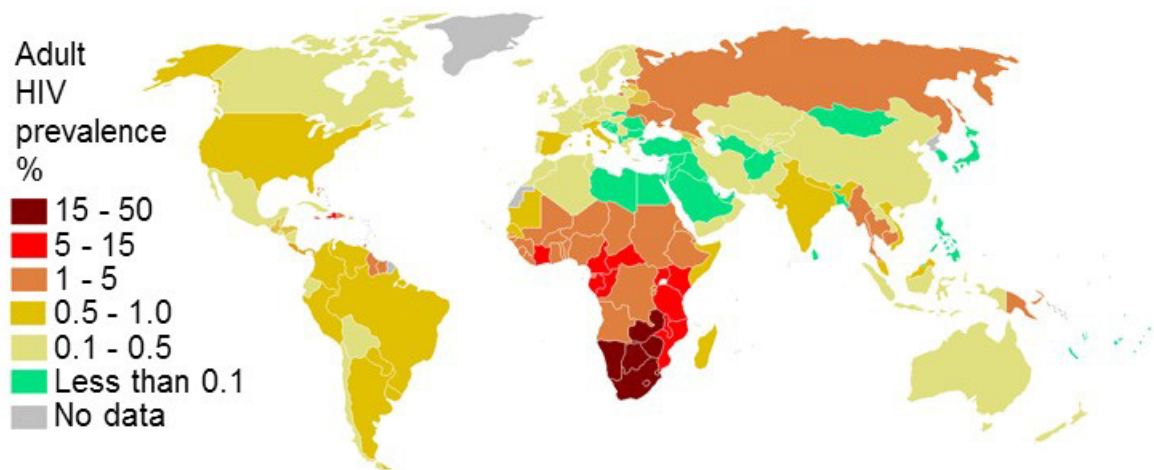 Adult
HIV
prevalence
%
15 - 50
5 - 15
1 - 5
0.5 - 1.0
0.1 - 0.5
Less than 0.1
No data